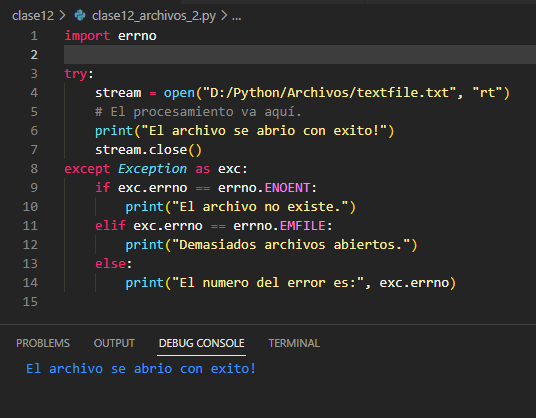 clase12 > clase12_archivos_2.py > ...
1 import errno
2
3 try:
4 stream = open("D:/Python/Archivos/textfile.txt", "rt")
5 # El procesamiento va aquí.
6 print("El archivo se abrio con exito!")
7 stream.close()
8 except Exception as exc:
9 if exc.errno == errno.ENOENT:
10 print("El archivo no existe.")
11 elif exc.errno == errno.EMFILE:
12 print("Demasiados archivos abiertos.")
13 else:
14 print("El numero del error es:", exc.errno)
15
PROBLEMS OUTPUT DEBUG CONSOLE TERMINAL
El archivo se abrio con exito!